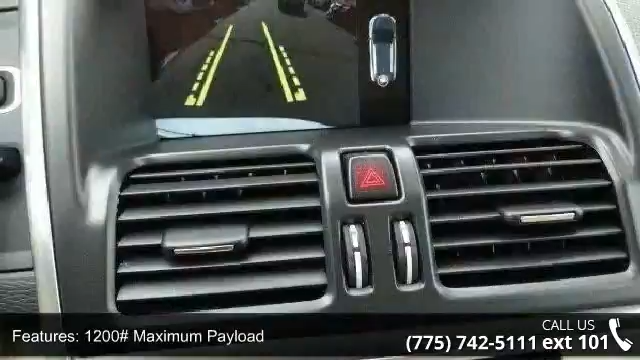 CALL US
Features: 1200# Maximum Payload
(775) 742-5111 ext 101